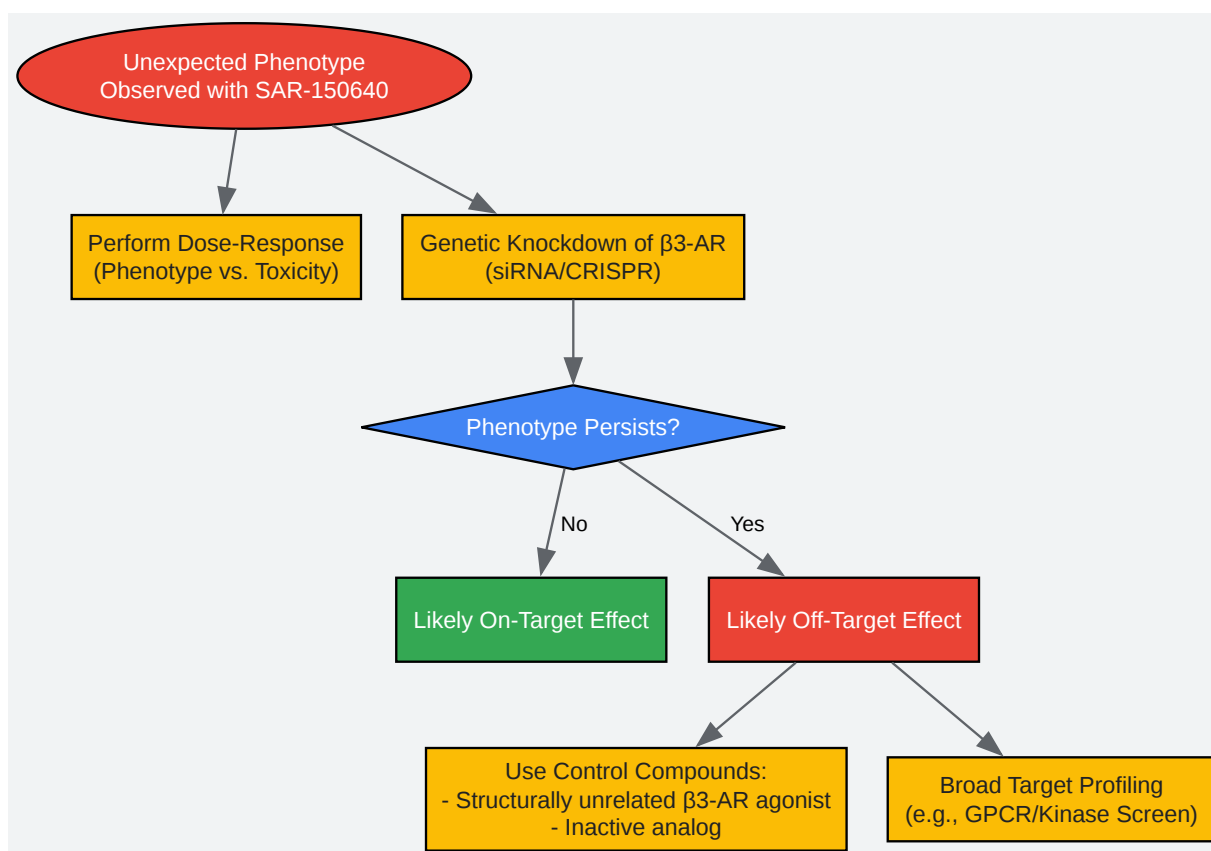 Unexpected Phenotype
Observed with SAR-150640
Perform Dose-Response
(Phenotype vs. Toxicity)
Genetic Knockdown of β3-AR
(siRNA/CRISPR)
Phenotype Persists?
No
Yes
Likely On-Target Effect
Likely Off-Target Effect
Use Control Compounds:
- Structurally unrelated β3-AR agonist
- Inactive analog
Broad Target Profiling
(e.g., GPCR/Kinase Screen)